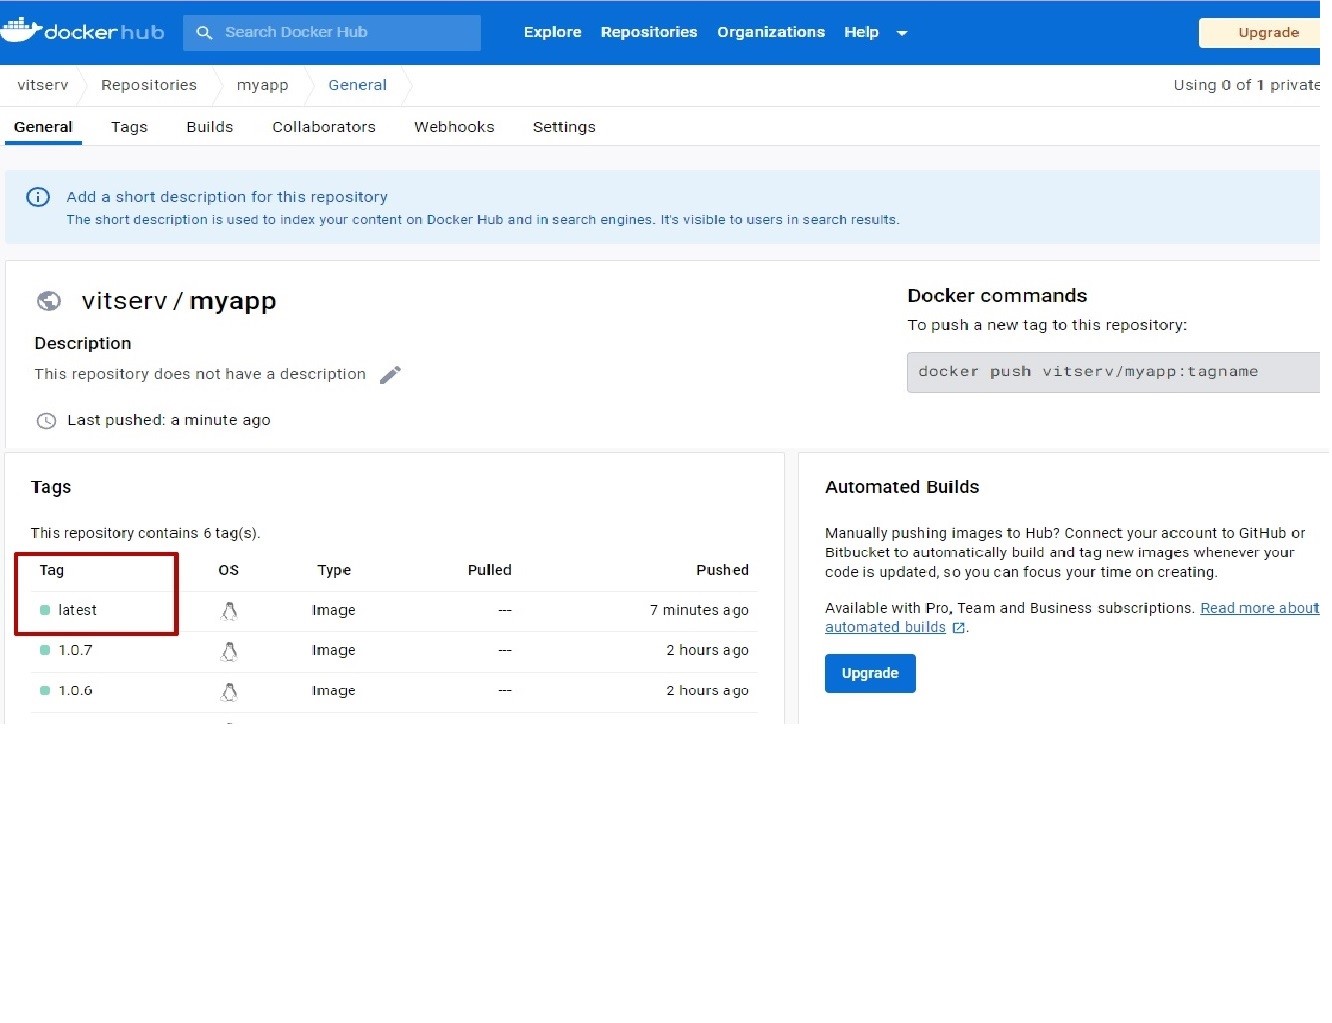 dockerhub
Search Docker Hub
Explore
Repositories
Organizations
Help
Upgrade
vitserv
Repositories
myapp
General
Using 0 of 1 private
General
Tags
Builds
Collaborators
Webhooks
Settings
Add a short description for this repository
The short description is used to index your content on Docker Hub and in search engines. It's visible to users in search results.
vitserv / myapp
Description
This repository does not have a description
Last pushed: a minute ago
Docker commands
To push a new tag to this repository:
docker push vitserv/myapp:tagname
Tags
This repository contains 6 tag(s).
Tag OS Type Pulled Pushed
latest Image --- 7 minutes ago
1.0.7 Image --- 2 hours ago
1.0.6 Image --- 2 hours ago
Automated Builds
Manually pushing images to Hub? Connect your account to GitHub or
Bitbucket to automatically build and tag new images whenever your
code is updated, so you can focus your time on creating.
Available with Pro, Team and Business subscriptions. Read more about
automated builds .
Upgrade